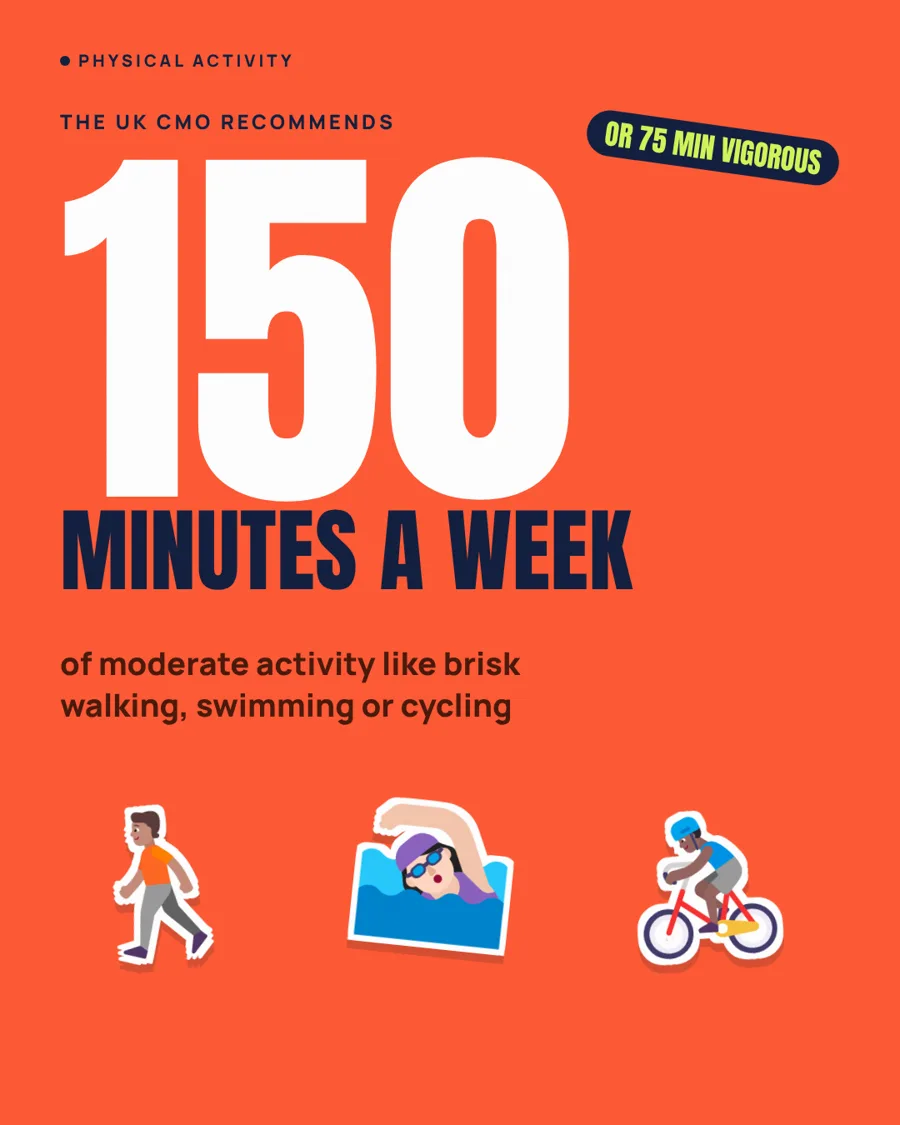 PHYSICAL ACTIVITY
THE UK CMO RECOMMENDS
OR 75 MIN VIGOROUS
150
MINUTES A WEEK
of moderate activity like brisk
walking, swimming or cycling